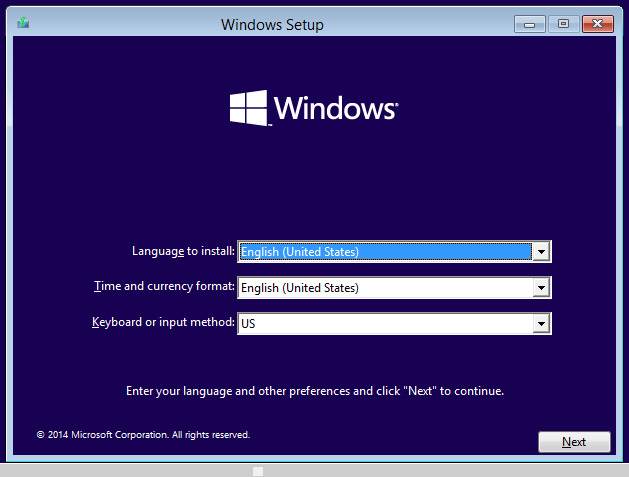 Windows Setup
Windows®
Language to install: English (United States)
Time and currency format: English (United States)
Keyboard or input method: US
Enter your language and other preferences and click "Next" to continue.
© 2014 Microsoft Corporation. All rights reserved.
Next